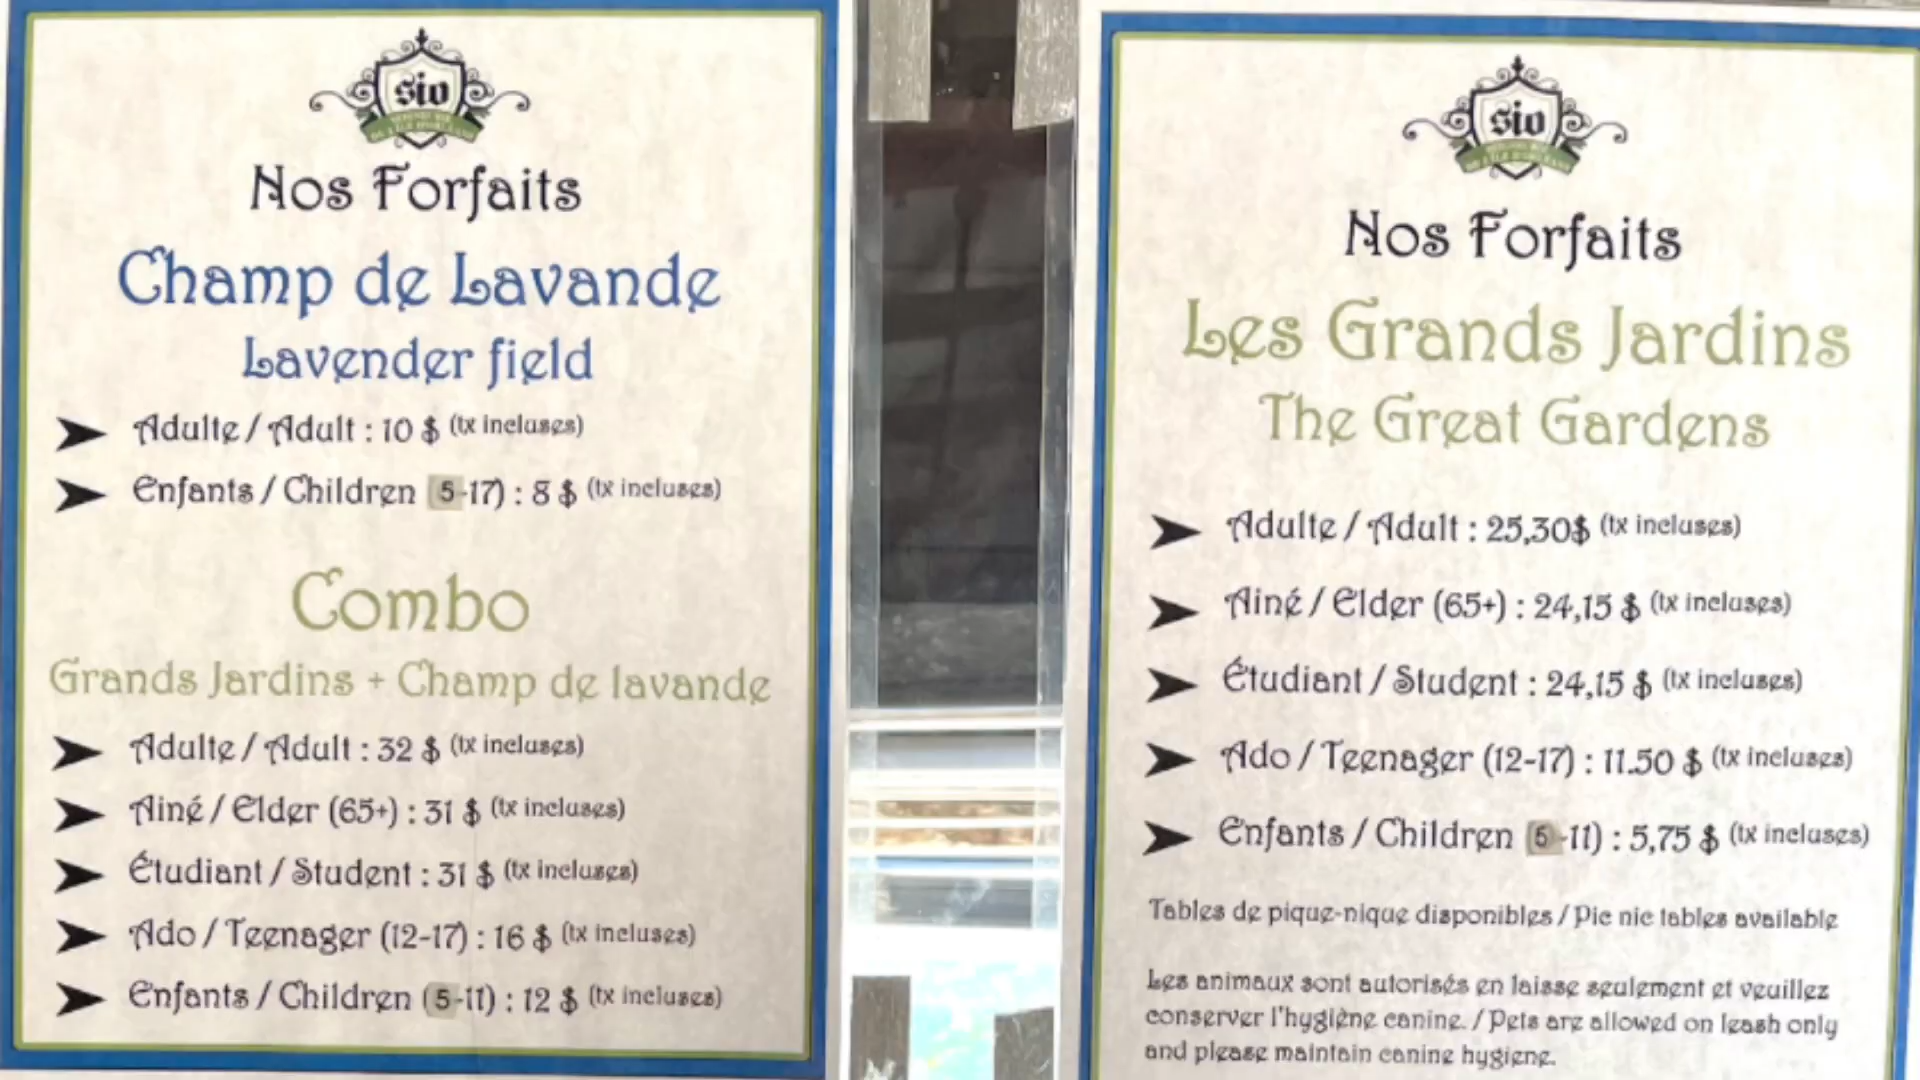 sio
Nos Forfaits
Champ de Lavande
Lavender field
Adulte / Adult : 10 $ (tx incluses)
Enfants / Children (5-17) : 8 $ (tx incluses)
Combo
Grands Jardins + Champ de lavande
Adulte / Adult : 32 $ (tx incluses)
Ainé / Elder (65+) : 31 $ (tx incluses)
Étudiant / Student : 31 $ (tx incluses)
Ado / Teenager (12-17) : 16 $ (tx incluses)
Enfants / Children (5-11) : 12 $ (tx incluses)
sio
Nos Forfaits
Les Grands Jardins
The Great Gardens
Adulte / Adult : 25,30$ (tx incluses)
Ainé / Elder (65+) : 24,15 $ (tx incluses)
Étudiant / Student : 24,15 $ (tx incluses)
Ado / Teenager (12-17) : 11.50 $ (tx incluses)
Enfants / Children (5-11) : 5,75 $ (tx incluses)
Tables de pique-nique disponibles / Pic nic tables available
Les animaux sont autorisés en laisse seulement et veuillez
conserver l'hygiène canine. / Pets are allowed on leash only
and please maintain canine hygiene.